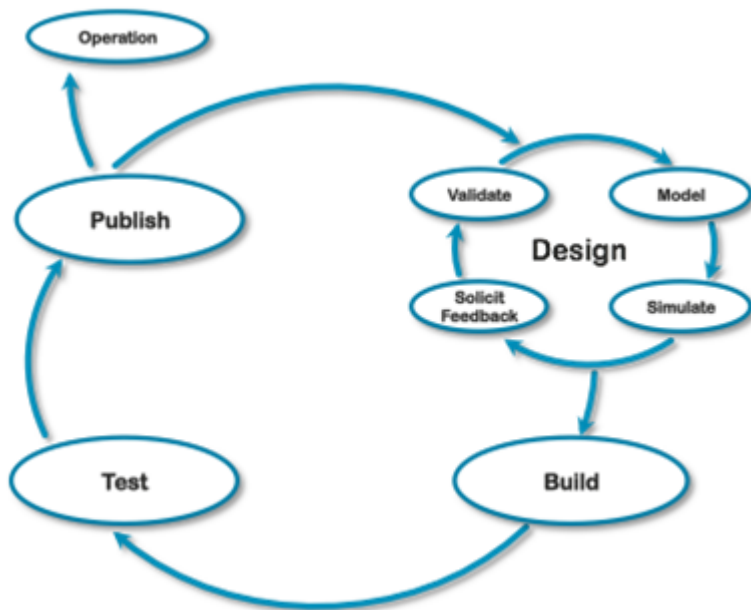 Operation
Publish
Validate
Model
Design
Solicit
Feedback
Simulate
Test
Build